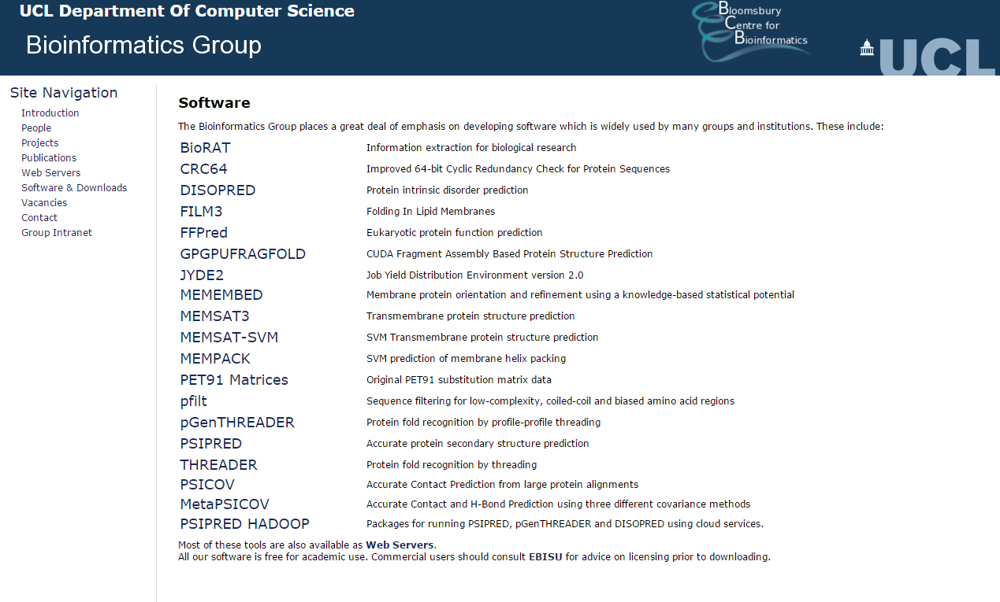 UCL Department Of Computer Science
Bioinformatics Group
Bloomsbury
Centre for
Bioinformatics
UCL
Site Navigation
Introduction
People
Projects
Publications
Web Servers
Software & Downloads
Vacancies
Contact
Group Intranet
Software
The Bioinformatics Group places a great deal of emphasis on developing software which is widely used by many groups and institutions. These include:
BioRAT Information extraction for biological research
CRC64 Improved 64-bit Cyclic Redundancy Check for Protein Sequences
DISOPRED Protein intrinsic disorder prediction
FILM3 Folding In Lipid Membranes
FFPred Eukaryotic protein function prediction
GPGPUFRAGFOLD CUDA Fragment Assembly Based Protein Structure Prediction
JYDE2 Job Yield Distribution Environment version 2.0
MEMEMBED Membrane protein orientation and refinement using a knowledge-based statistical potential
MEMSAT3 Transmembrane protein structure prediction
MEMSAT-SVM SVM Transmembrane protein structure prediction
MEMPACK SVM prediction of membrane helix packing
PET91 Matrices Original PET91 substitution matrix data
pfilt Sequence filtering for low-complexity, coiled-coil and biased amino acid regions
pGenTHREADER Protein fold recognition by profile-profile threading
PSIPRED Accurate protein secondary structure prediction
THREADER Protein fold recognition by threading
PSICOV Accurate Contact Prediction from large protein alignments
MetaPSICOV Accurate Contact and H-Bond Prediction using three different covariance methods
PSIPRED HADOOP Packages for running PSIPRED, pGenTHREADER and DISOPRED using cloud services.
Most of these tools are also available as Web Servers.
All our software is free for academic use. Commercial users should consult EBISU for advice on licensing prior to downloading.